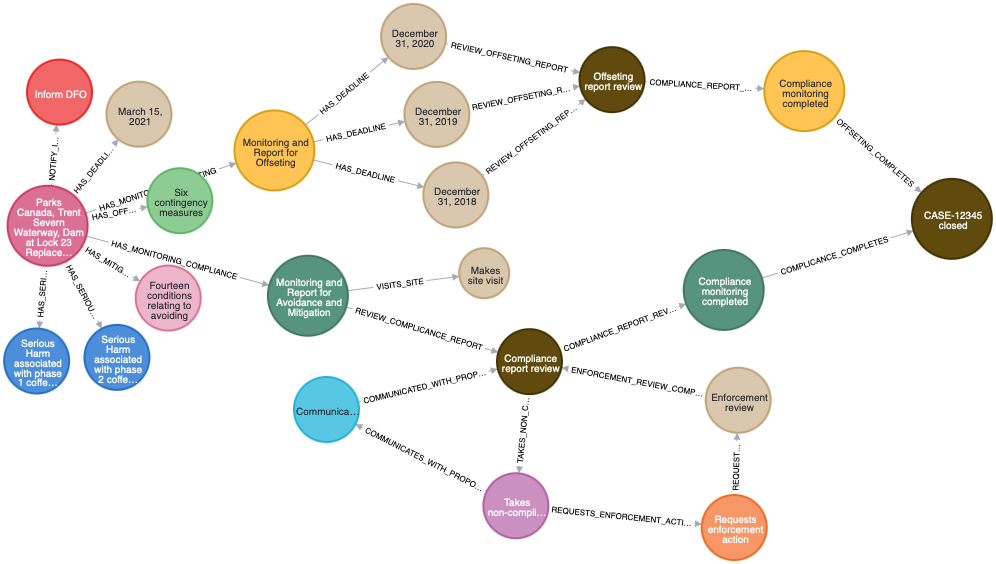 December
31, 2020
REVIEW_OFFSETING_REPORT
Offseting
report review
COMPLIANCE_REPORT_...
Compliance
monitoring
completed
Inform DFO
March 15,
2021
HAS_DEADLINE
December
31, 2019
REVIEW_OFFSETING_R...
HAS_DEADLINE
Monitoring and
Report for
Offseting
HAS_DEADLINE
December
31, 2018
REVIEW_OFFSETING_REP...
OFFSETING_COMPLETES
CASE-12345
closed
NOTIFY_I...
HAS_DEADLI...
HAS_MONITO
TING
HAS_OFF...
Six
contingency
measures
Parks
Canada, Trent
Severn
Waterway, Dam
at Lock 23
Replace...
HAS_MONITORING_COMPLIANCE
HAS_MITIG...
Fourteen
conditions
relating to
avoiding
HAS_SERI...
HAS_SERIOU...
Serious
Harm
associated
with phase
1 coffe...
Serious
Harm
associated
with phase
2 coffe...
Monitoring and
Report for
Avoidance and
Mitigation
VISITS_SITE
Makes
site visit
REVIEW_COMPLICANCE_REPORT
Compliance
report review
COMPLIANCE_REPORT_REV...
Compliance
monitoring
completed
COMPLICANCE_COMPLETES
Communica...
COMMUNICATED_WITH_PROP...
COMMUNICATES_WITH_PROPO...
TAKES_NON_C...
Takes
non-compli...
REQUESTS_ENFORCEMENT_ACTI...
Requests
enforcement
action
REQUEST...
Enforcement
review
ENFORCEMENT_REVIEW_COMP...